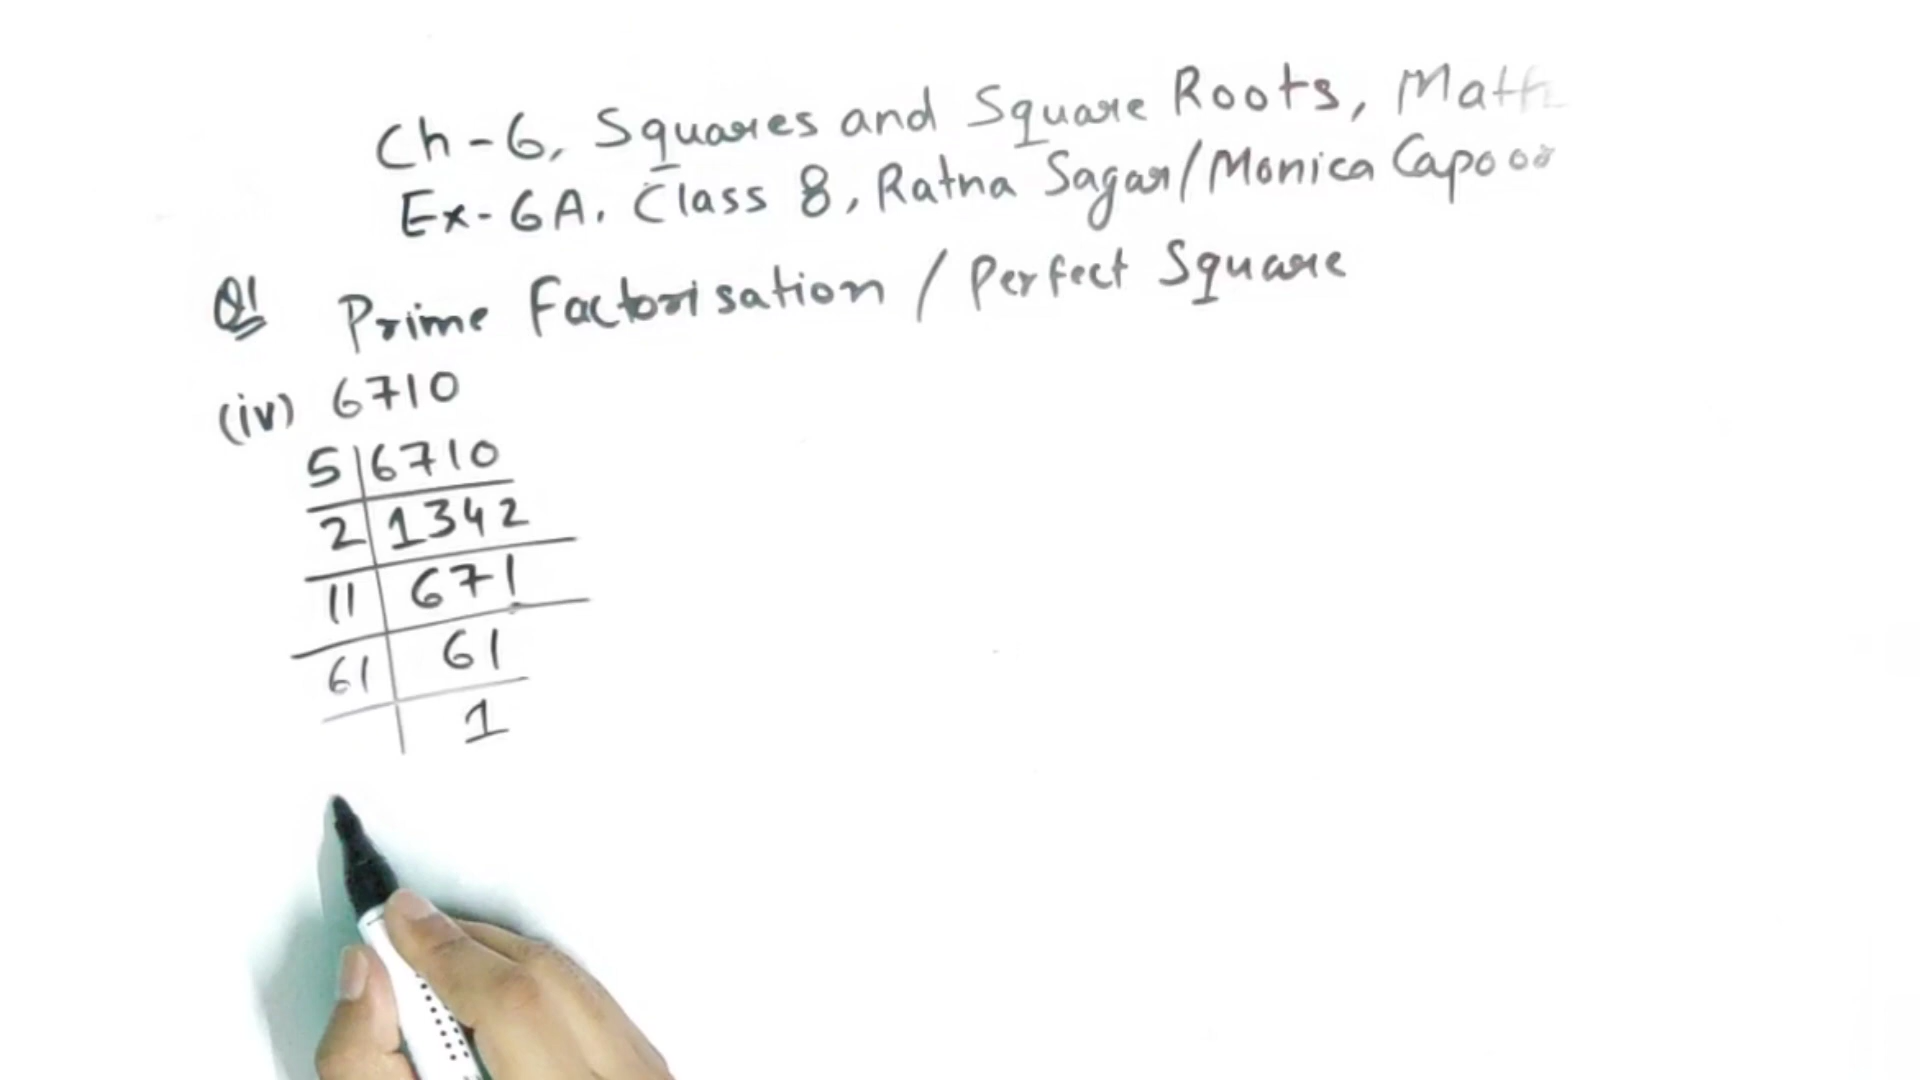 Ch-6, Squares and Square Roots, Math
Ex-6A. Class 8, Ratna Sagar/Monica Capoor
Q1 Prime Factorisation / Perfect Square
(iv) 6710
5 6710
2 1342
11 671
61 61
1